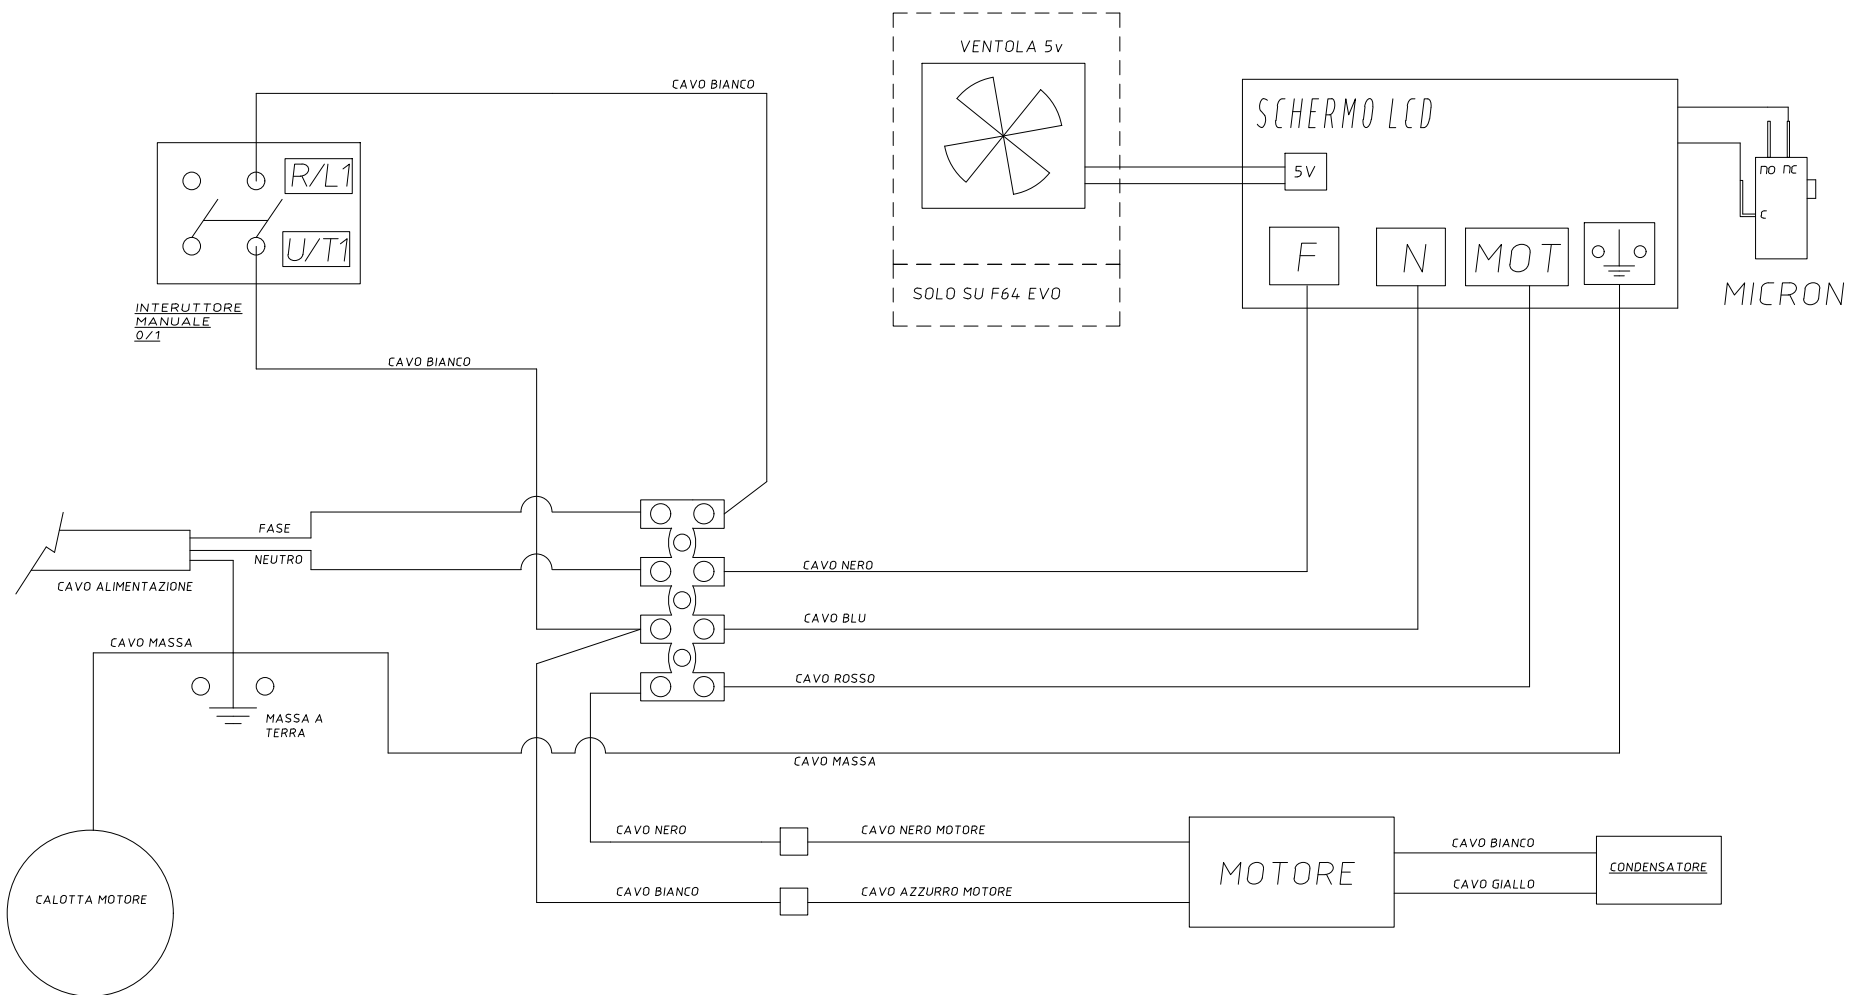 VENTOLA 5v
CAVO BIANCO
SCHERMO LCD
R/L1
5V
no nc
c
U/T1
F
N
MOT
SOLO SU F64 EVO
MICRON
INTERUTTORE
MANUALE
0/1
CAVO BIANCO
FASE
NEUTRO
CAVO ALIMENTAZIONE
CAVO NERO
CAVO BLU
CAVO MASSA
CAVO ROSSO
MASSA A
TERRA
CAVO MASSA
CAVO NERO
CAVO NERO MOTORE
CAVO BIANCO
MOTORE
CONDENSATORE
CAVO GIALLO
CAVO BIANCO
CAVO AZZURRO MOTORE
CALOTTA MOTORE